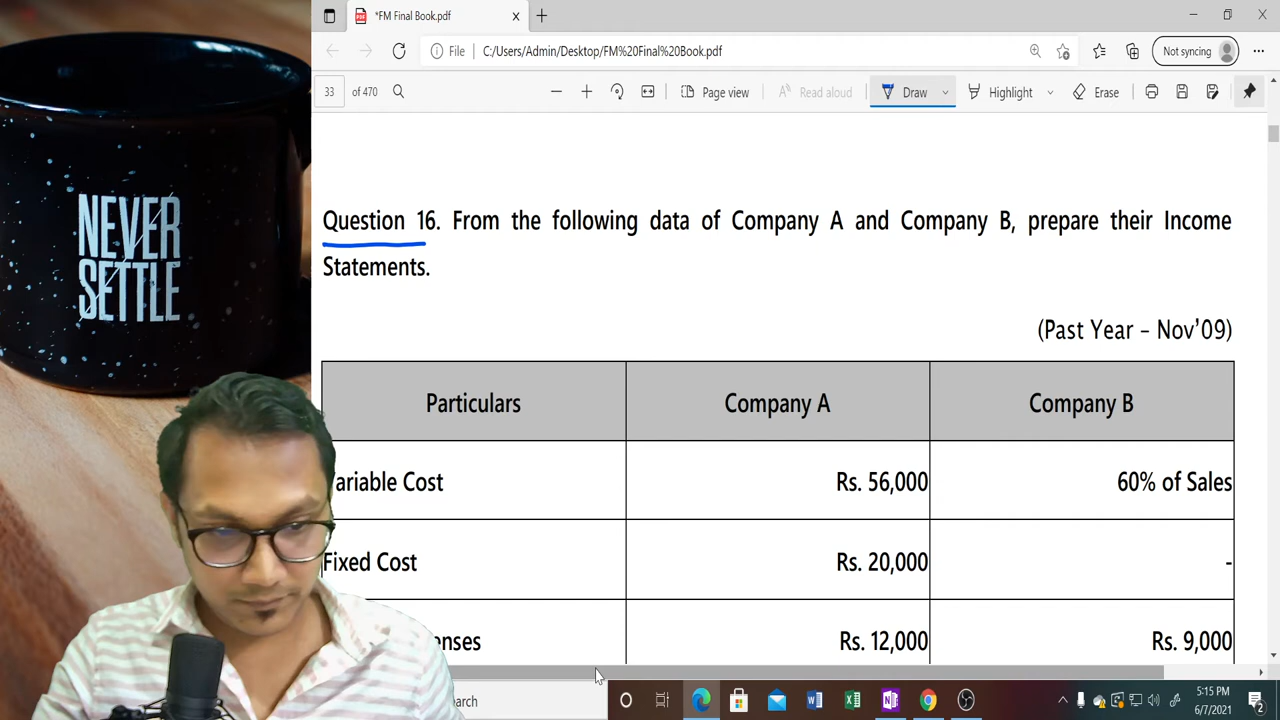 *FM Final Book.pdf
File C:/Users/Admin/Desktop/FM%20Final%20Book.pdf
Not syncing
33 of 470
Page view
Read aloud
Draw
Highlight
Erase
NEVER
SETTLE
Question 16. From the following data of Company A and Company B, prepare their Income
Statements.
(Past Year – Nov'09)
Particulars Company A Company B
ariable Cost Rs. 56,000 60% of Sales
Fixed Cost Rs. 20,000 -
enses Rs. 12,000 Rs. 9,000
earch
5:15 PM
6/7/2021
2